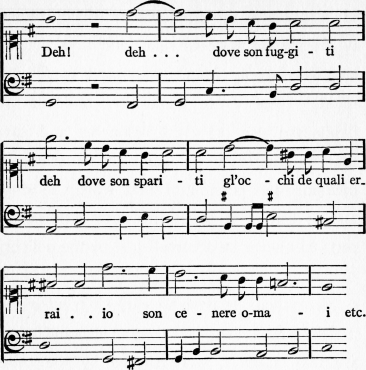 Deh! deh . . . dove son fug-gi - ti
deh dove son spari - ti gl'oc - chi de quali er-
rai . . io son ce - nere o-ma - i etc.